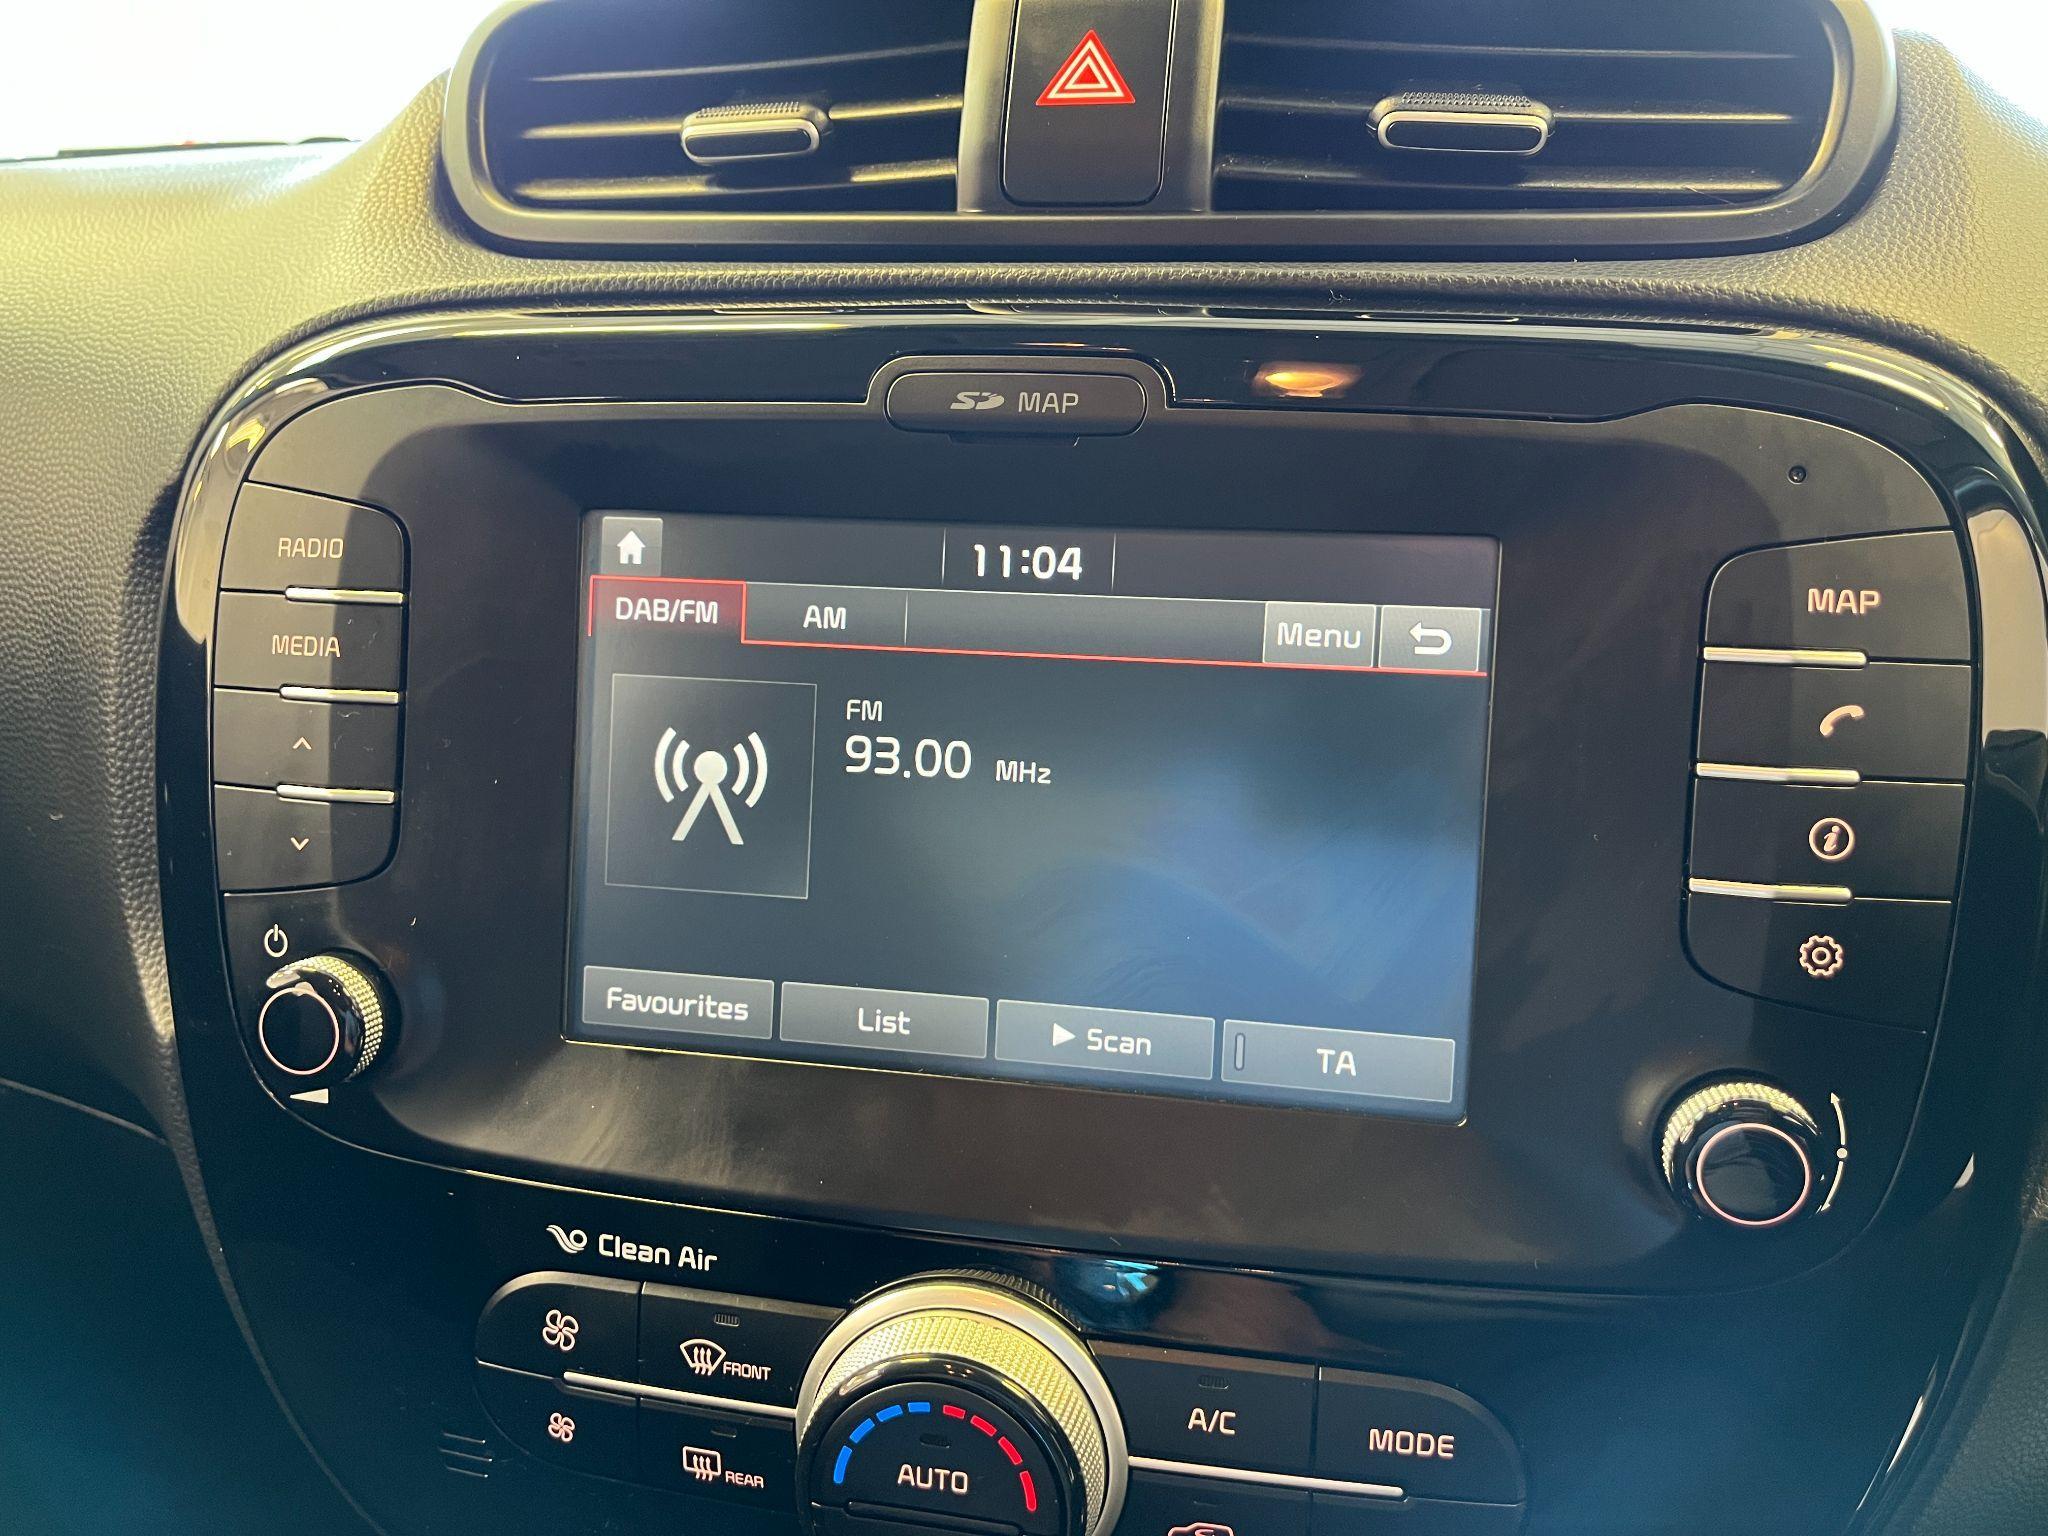 SD MAP
RADIO
MEDIA
11:04
DAB/FM
AM
Menu
FM
93.00 MHz
Favourites
List
Scan
TA
MAP
Clean Air
FRONT
REAR
AUTO
A/C
MODE